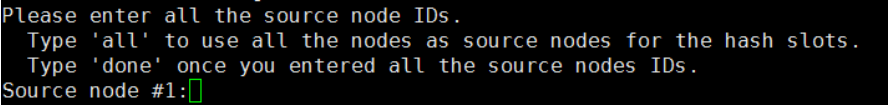 Please enter all the source node IDs.
  Type 'all' to use all the nodes as source nodes for the hash slots.
  Type 'done' once you entered all the source nodes IDs.
Source node #1: